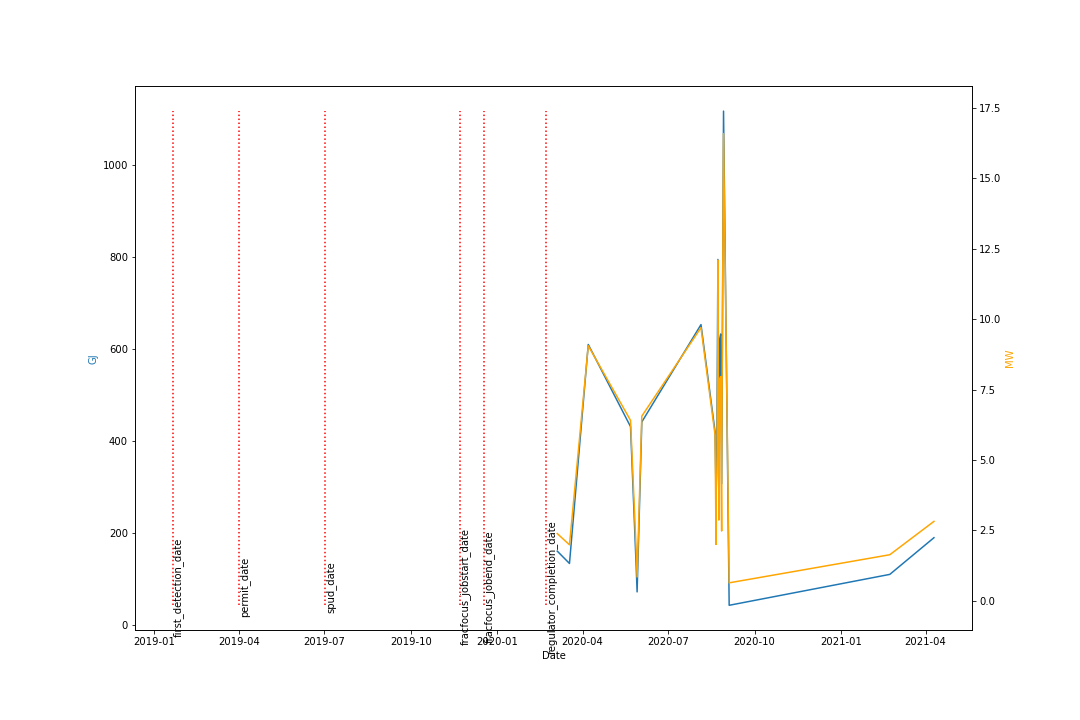 1000
800
600
400
200
0
GJ
17.5
15.0
12.5
10.0
7.5
5.0
2.5
0.0
MW
first_detection_date
permit_date
spud_date
fracfocus_jobstart_date
fracfocus_jobend_date
regulator_completion_date
2019-01
2019-04
2019-07
2019-10
2020-01
2020-04
2020-07
2020-10
2021-01
2021-04
Date